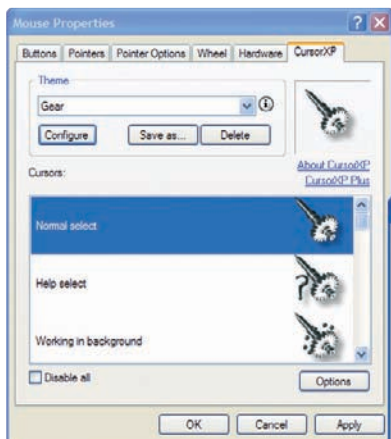 Mouse Properties
Buttons Pointers Pointer Options Wheel Hardware CursorXP
Theme
Gear
Configure Save as... Delete
About CursorXP
CursorXP Plus
Cursors:
Normal select
Help select
Working in background
Disable all
Options
OK Cancel Apply